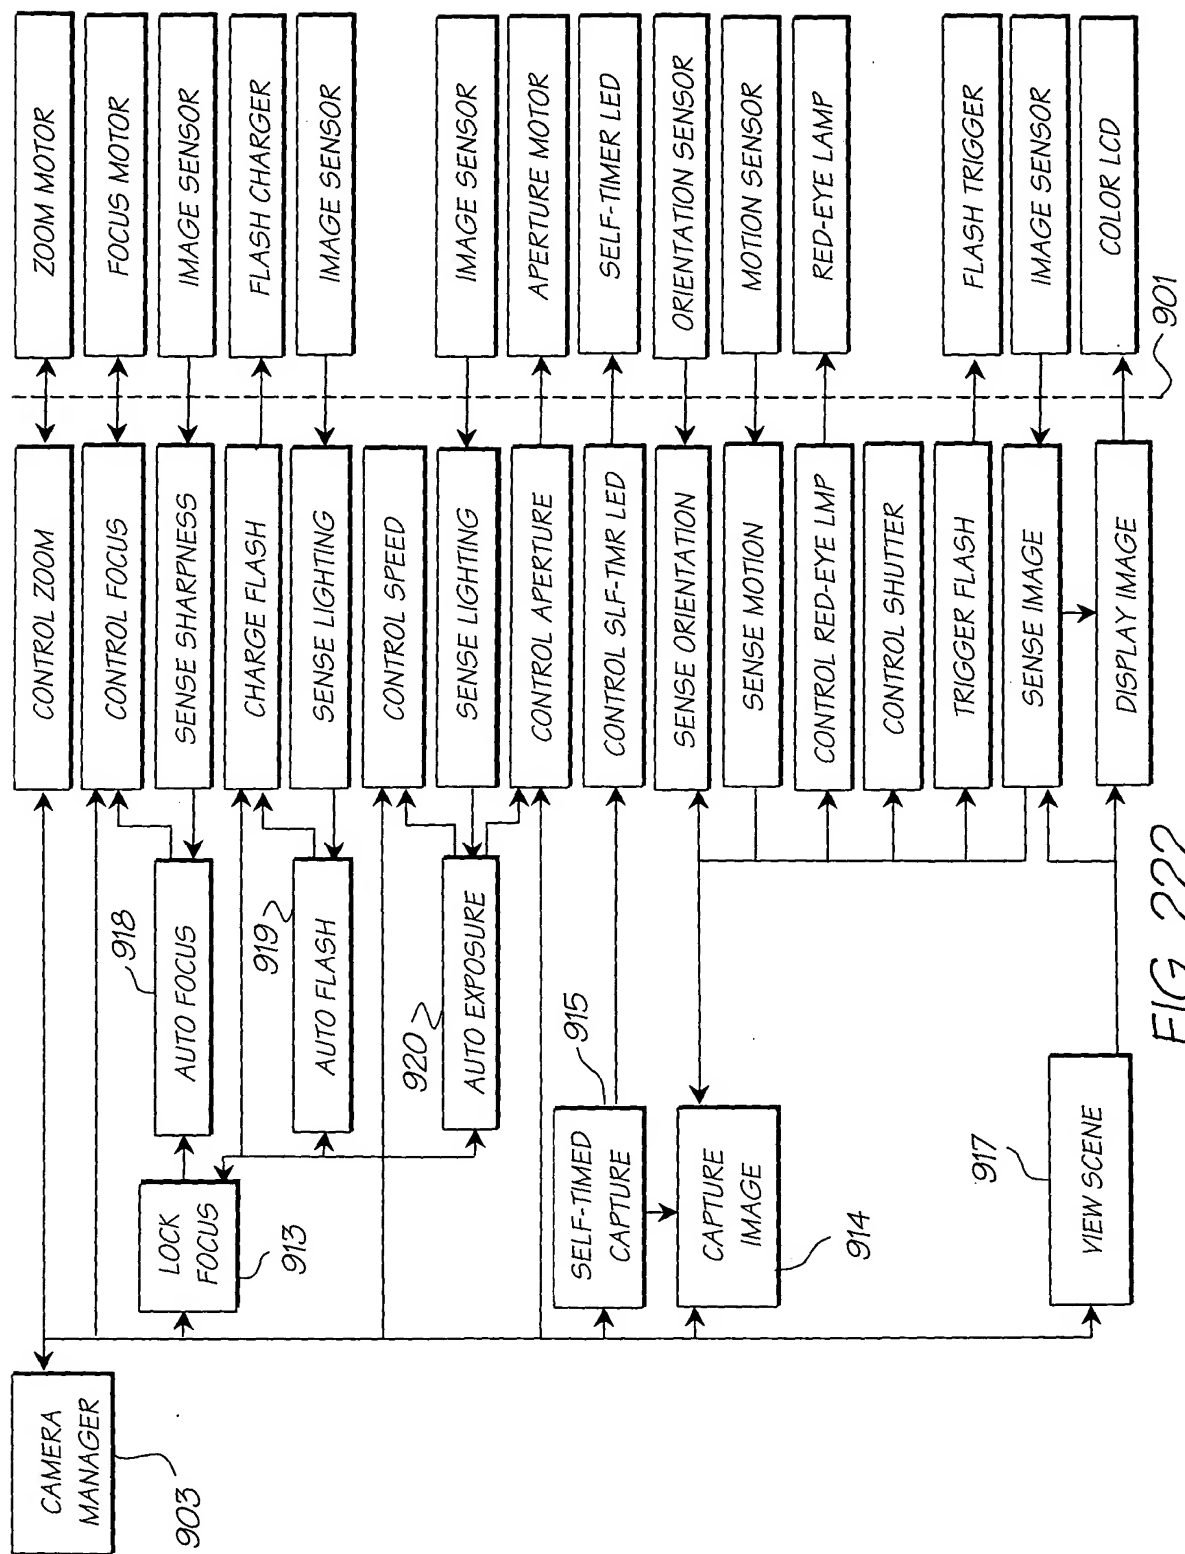 CAMERA
MANAGER
903
LOCK
FOCUS
913
AUTO FOCUS
918
AUTO FLASH
919
AUTO EXPOSURE
920
SELF-TIMED
CAPTURE
915
CAPTURE
IMAGE
914
VIEW SCENE
917
CONTROL ZOOM
CONTROL FOCUS
SENSE SHARPNESS
CHARGE FLASH
SENSE LIGHTING
CONTROL SPEED
SENSE LIGHTING
CONTROL APERTURE
CONTROL SLF-TMR LED
SENSE ORIENTATION
SENSE MOTION
CONTROL RED-EYE LMP
CONTROL SHUTTER
TRIGGER FLASH
SENSE IMAGE
DISPLAY IMAGE
ZOOM MOTOR
FOCUS MOTOR
IMAGE SENSOR
FLASH CHARGER
IMAGE SENSOR
IMAGE SENSOR
APERTURE MOTOR
SELF-TIMER LED
ORIENTATION SENSOR
MOTION SENSOR
RED-EYE LAMP
FLASH TRIGGER
IMAGE SENSOR
COLOR LCD
901
FIG. 222